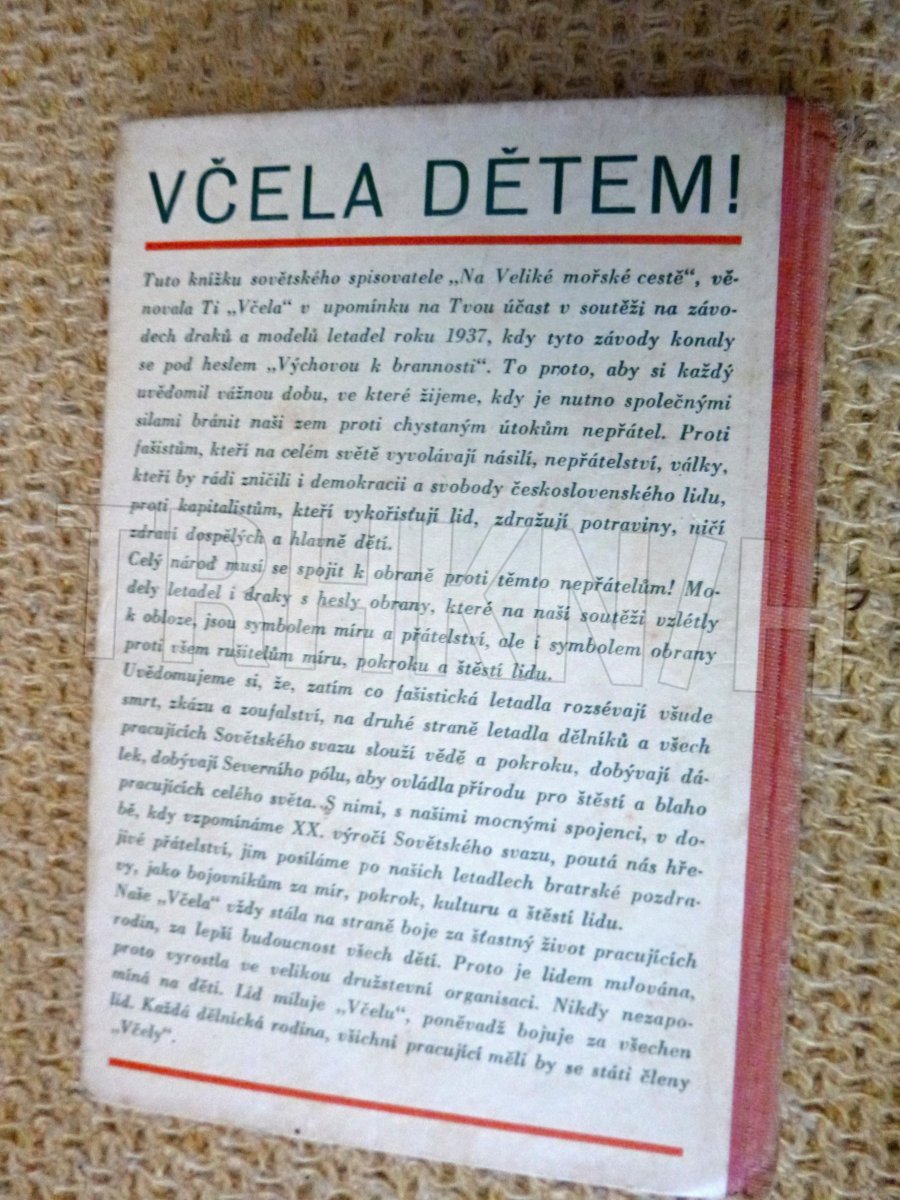 VČELA DĚTEM!
Tuto knížku sovětského spisovatele „Na Veliké mořské cestě“, vě-
novala Ti „Včela“ v upomínku na Tvou účast v soutěži na závo-
dech draků a modelů letadel roku 1937, kdy tyto závody konaly
se pod heslem „Výchovou k brannosti“. To proto, aby si každý
uvědomil vážnou dobu, ve které žijeme, kdy je nutno společnými
silami brániti naši zem proti chystaným útokům nepřátel. Proti
fašistům, kteří na celém světě vyvolávají násilí, nepřátelství, války,
kteří by rádi zničili i demokracii a svobody československého lidu,
proti kapitalistům, kteří vykořisťují lid, zdražují potraviny, ničí
zdraví dospělých a hlavně dětí.
Celý národ musí se spojit k obraně proti těmto nepřátelům! Mo-
dely letadel i draky s hesly obrany, které na naší soutěži vzlétly
k obloze, jsou symbolem míru a přátelství, ale i symbolem obrany
proti všem rušitelům míru, pokroku a štěstí lidu.
Uvědomujeme si, že, zatím co fašistická letadla rozsévají všude
smrt, zkázu a zoufalství, na druhé straně letadla dělníků a všech
pracujících Sovětského svazu slouží vědě a pokroku, dobývají dá-
lek, dobývají Severního pólu, aby ovládla přírodu pro štěstí a blaho
pracujících celého světa. S nimi, s našimi mocnými spojenci, v do-
bě, kdy vzpomínáme XX. výročí Sovětského svazu, poutá nás hře-
jivé přátelství, jim posíláme po našich letadlech bratrské pozdra-
vy, jako bojovníkům za mír, pokrok, kulturu a štěstí lidu.
Naše „Včela“ vždy stála na straně boje za šťastný život pracujících
rodin, za lepší budoucnost všech dětí. Proto je lidem milována,
proto vyrostla ve velikou družstevní organisaci. Nikdy nezapo-
míná na děti. Lid miluje „Včelu“, poněvadž bojuje za všechen
lid. Každá dělnická rodina, všichni pracující měli by se státi členy
„Včely“.
TRHKNIH